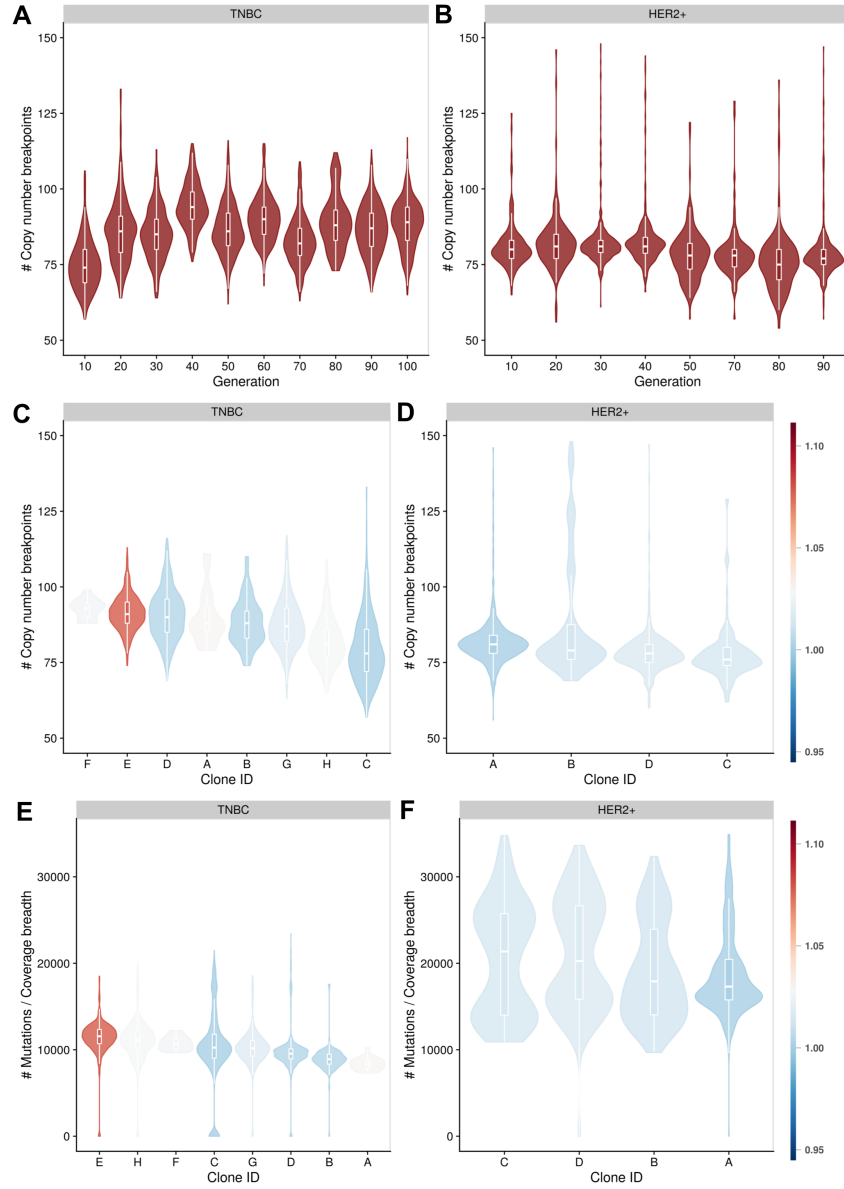 A
TNBC
150
125
100
75
50
# Copy number breakpoints
10 20 30 40 50 60 70 80 90 100
Generation
B
HER2+
150
125
100
75
50
# Copy number breakpoints
10 20 30 40 50 70 80 90
Generation
C
TNBC
150
125
100
75
50
# Copy number breakpoints
F E D A B G H C
Clone ID
D
HER2+
150
125
100
75
50
# Copy number breakpoints
A B D C
Clone ID
1.10
1.05
1.00
0.95
E
TNBC
30000
20000
10000
0
# Mutations / Coverage breadth
E H F C G D B A
Clone ID
F
HER2+
30000
20000
10000
0
# Mutations / Coverage breadth
C D B A
Clone ID
1.10
1.05
1.00
0.95